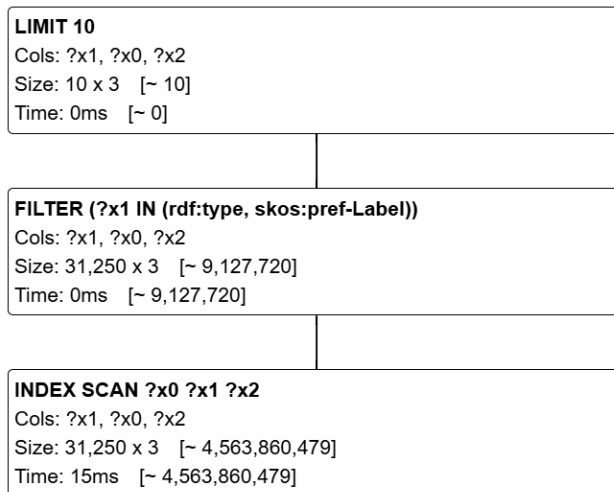 LIMIT 10
Cols: ?x1, ?x0, ?x2
Size: 10 x 3 [~ 10]
Time: 0ms [~ 0]
FILTER (?x1 IN (rdf:type, skos:pref-Label))
Cols: ?x1, ?x0, ?x2
Size: 31,250 x 3 [~ 9,127,720]
Time: 0ms [~ 9,127,720]
INDEX SCAN ?x0 ?x1 ?x2
Cols: ?x1, ?x0, ?x2
Size: 31,250 x 3 [~ 4,563,860,479]
Time: 15ms [~ 4,563,860,479]